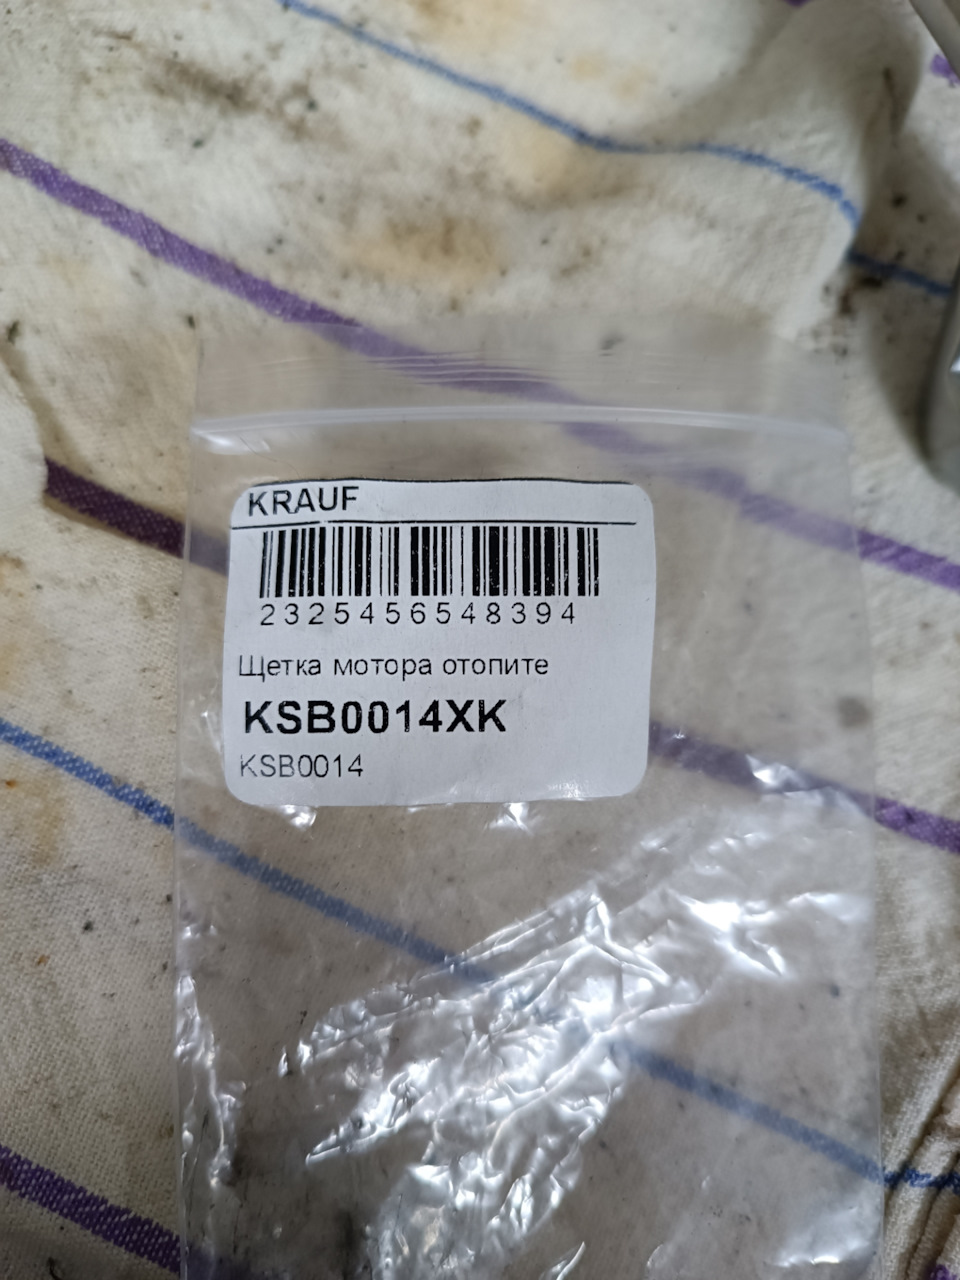 KRAUF
2325456548394
Щетка мотора отопите
KSB0014XK
KSB0014